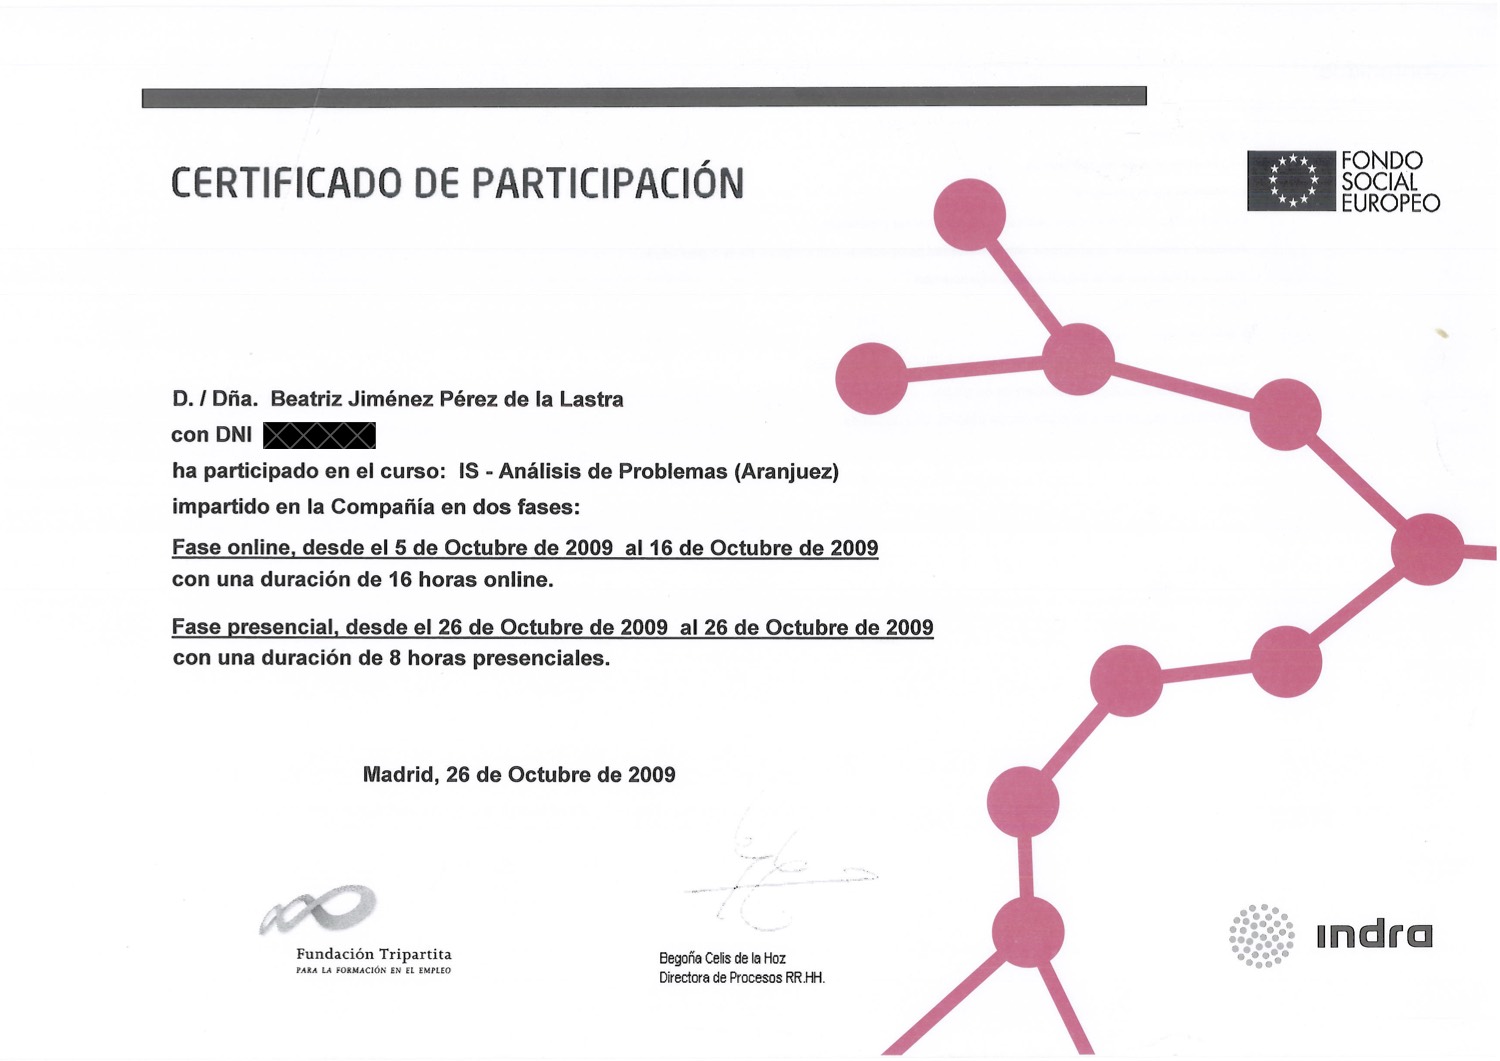 CERTIFICADO DE PARTICIPACIÓN
FONDO
SOCIAL
EUROPEO
D. / Dña. Beatriz Jiménez Pérez de la Lastra
con DNI
ha participado en el curso: IS - Análisis de Problemas (Aranjuez)
impartido en la Compañía en dos fases:
Fase online, desde el 5 de Octubre de 2009 al 16 de Octubre de 2009
con una duración de 16 horas online.
Fase presencial, desde el 26 de Octubre de 2009 al 26 de Octubre de 2009
con una duración de 8 horas presenciales.
Madrid, 26 de Octubre de 2009
Fundación Tripartita
PARA LA FORMACIÓN EN EL EMPLEO
Begoña Celis de la Hoz
Directora de Procesos RR.HH.
indra